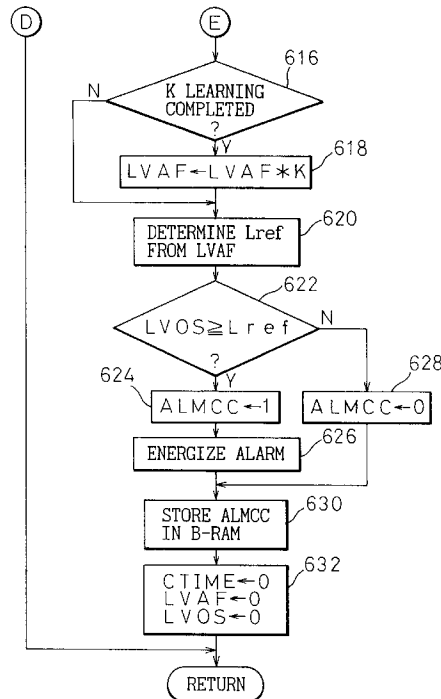 D
E
616
N
K LEARNING
COMPLETED
?
Y
618
LVAF←LVAF*K
620
DETERMINE Lref
FROM LVAF
622
LVOS≧Lref
N
?
Y
624
628
ALMCC←1
ALMCC←0
ENERGIZE ALARM
626
630
STORE ALMCC
IN B-RAM
632
CTIME←0
LVAF←0
LVOS←0
RETURN